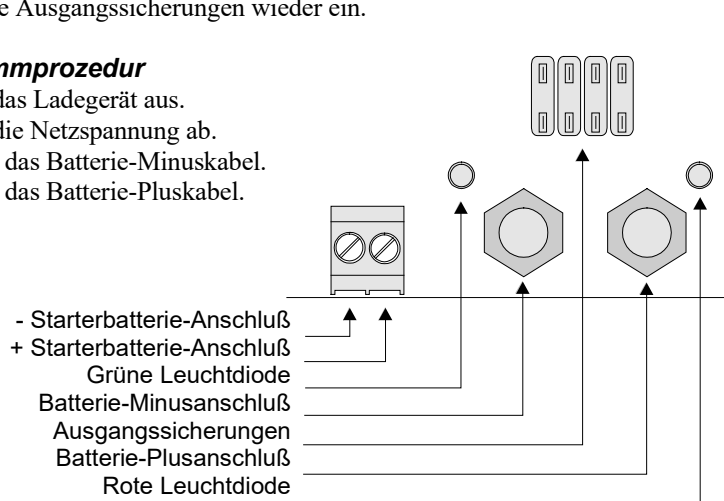 e Ausgangssicherungen wieder ein.
mmprozedur
das Ladegerät aus.
die Netzspannung ab.
das Batterie-Minuskabel.
das Batterie-Pluskabel.
- Starterbatterie-Anschluß
+ Starterbatterie-Anschluß
Grüne Leuchtdiode
Batterie-Minusanschluß
Ausgangssicherungen
Batterie-Plusanschluß
Rote Leuchtdiode